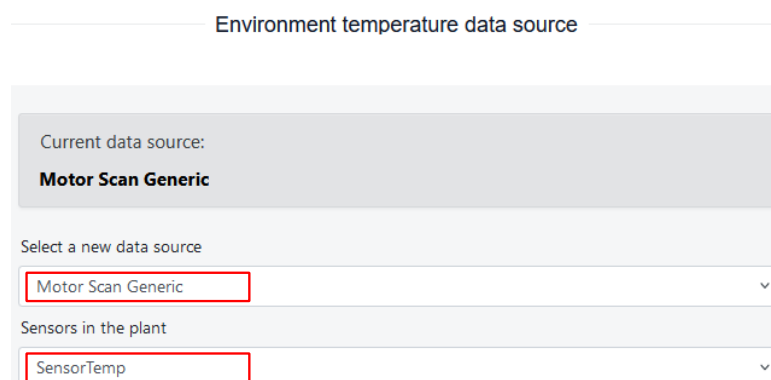 Environment temperature data source
Current data source:
Motor Scan Generic
Select a new data source
Motor Scan Generic
Sensors in the plant
SensorTemp